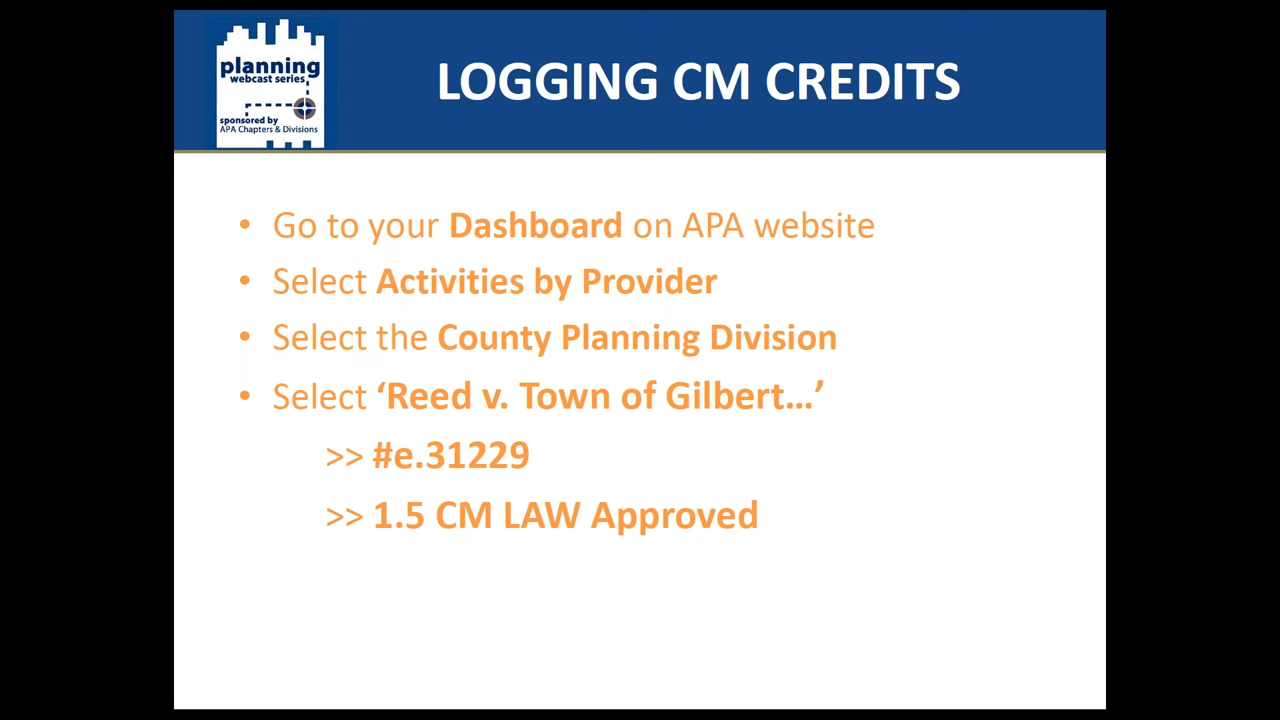 planning
webcast series
sponsored by
APA Chapters & Divisions
LOGGING CM CREDITS
• Go to your Dashboard on APA website
• Select Activities by Provider
• Select the County Planning Division
• Select ‘Reed v. Town of Gilbert…’
>> #e.31229
>> 1.5 CM LAW Approved